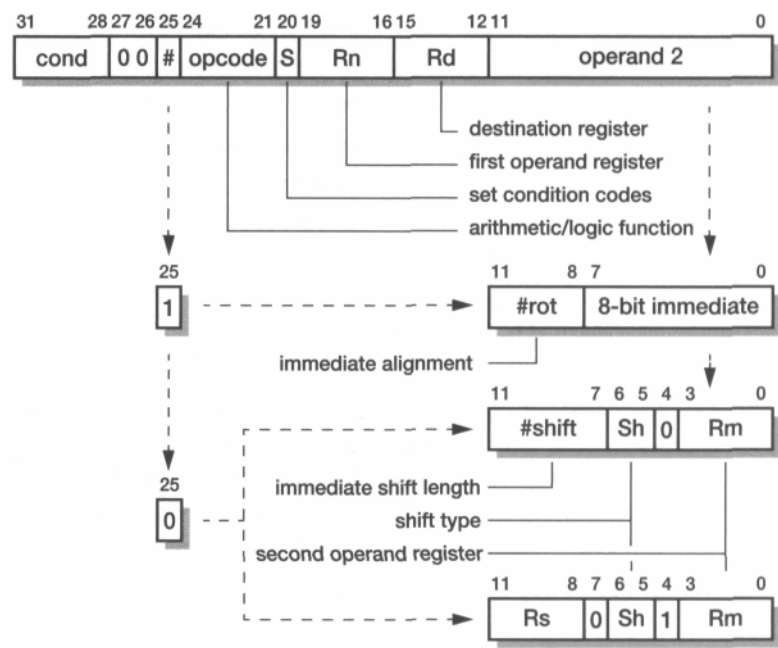 31 28 27 26 25 24 21 20 19 16 15 12 11 0
cond 0 0 # opcode S Rn Rd operand 2
destination register
first operand register
set condition codes
arithmetic/logic function
25 11 8 7 0
1 #rot 8-bit immediate
immediate alignment
11 7 6 5 4 3 0
#shift Sh 0 Rm
25
0
immediate shift length
shift type
second operand register
11 8 7 6 5 4 3 0
Rs 0 Sh 1 Rm